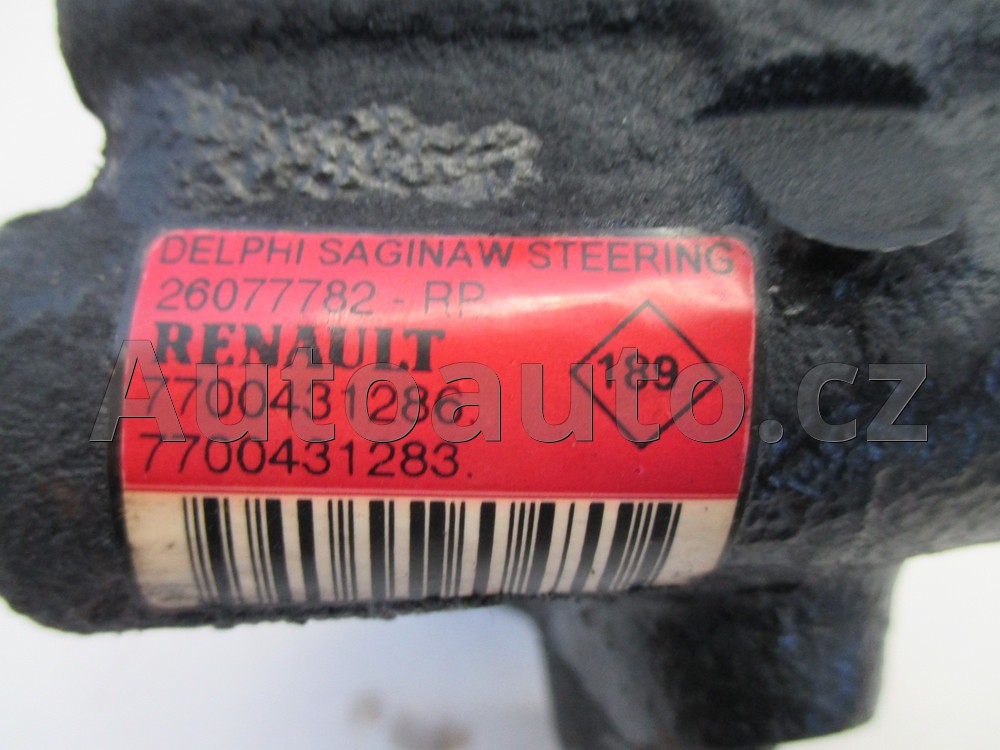 DELPHI SAGINAW STEERING
26077782 - RP
RENAULT
189
7700431286.
7700431283.
Autoauto.cz